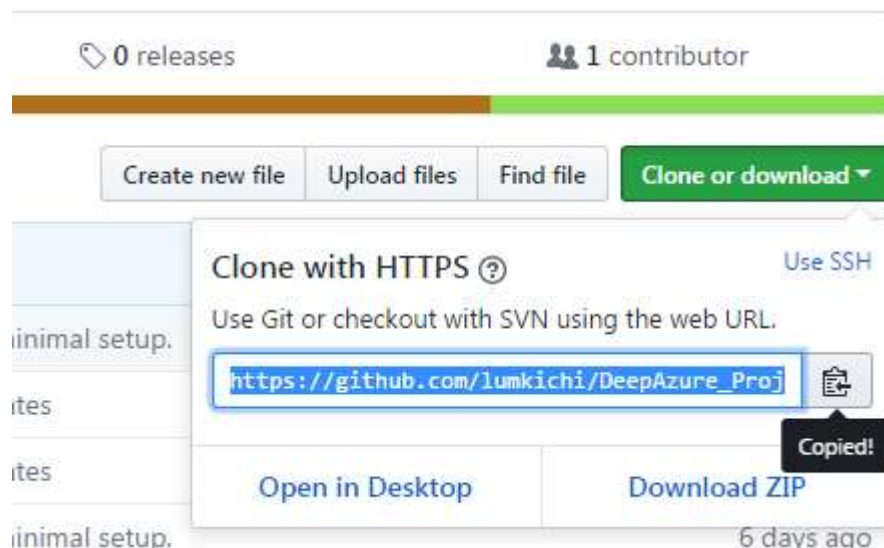 0 releases
1 contributor
Create new file
Upload files
Find file
Clone or download
Clone with HTTPS
Use SSH
Use Git or checkout with SVN using the web URL.
https://github.com/lumkichi/DeepAzure_Proj
Copied!
Open in Desktop
Download ZIP
inimal setup.
ites
ites
inimal setup.
6 days ago